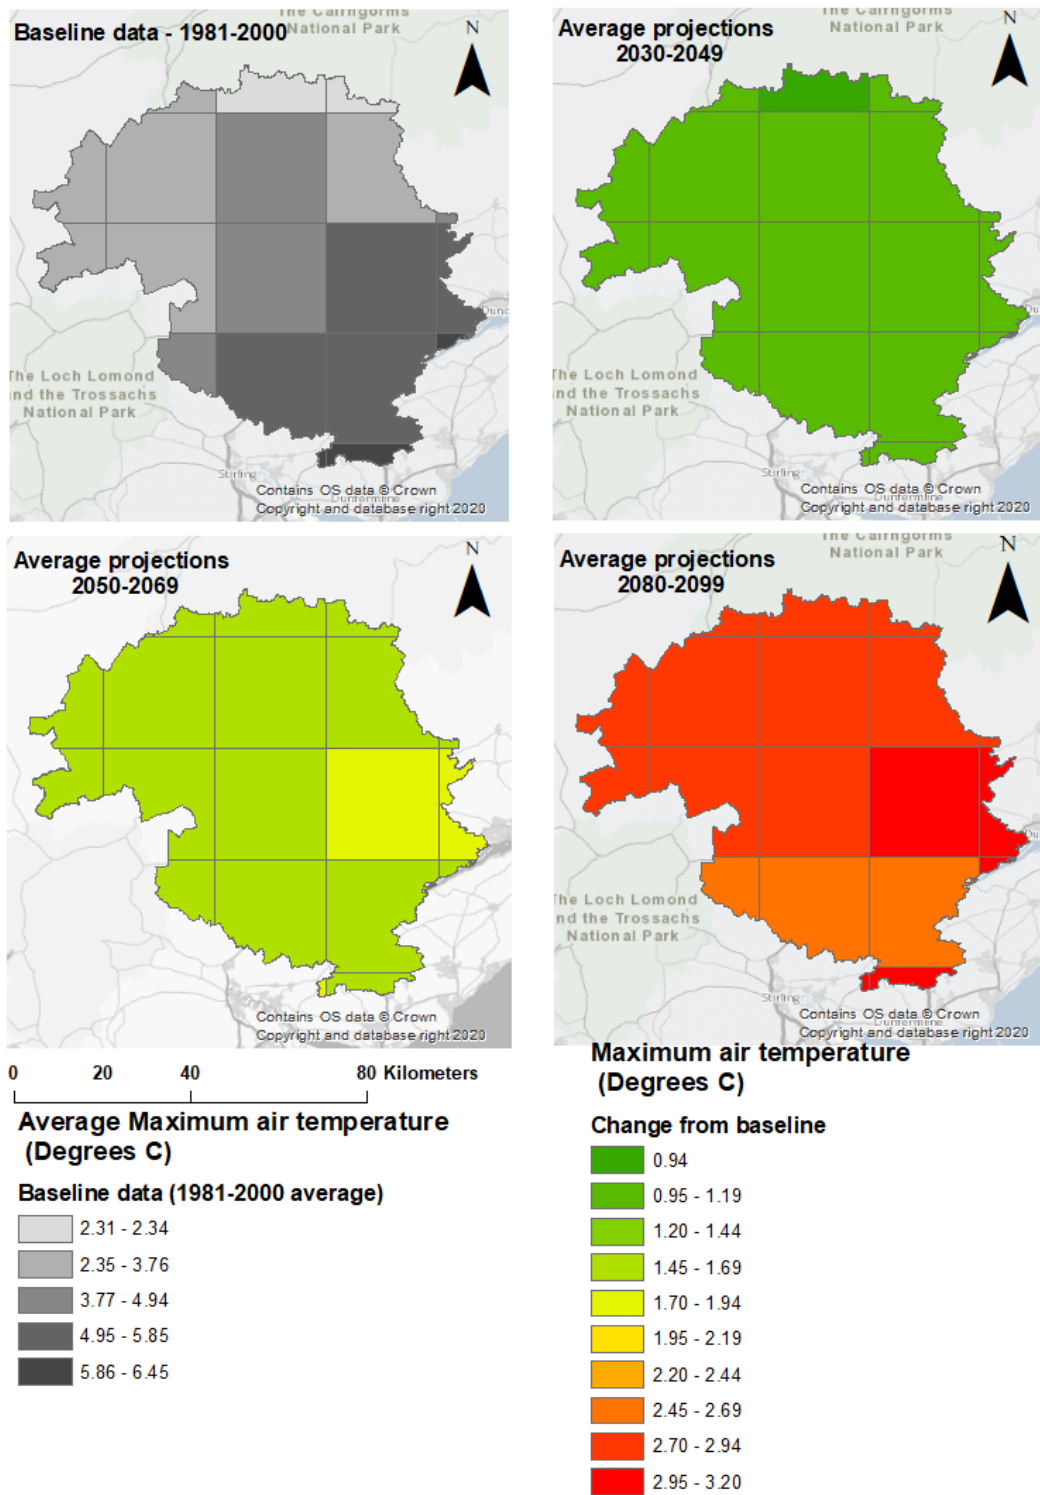 The Cairngorms
National Park
Baseline data - 1981-2000
N
The Loch Lomond
and the Trossachs
National Park
Stirling
Dunfermline
Contains OS data © Crown
Copyright and database right 2020
The Cairngorms
National Park
Average projections
2030-2049
N
The Loch Lomond
and the Trossachs
National Park
Stirling
Dunfermline
Contains OS data © Crown
Copyright and database right 2020
Average projections
2050-2069
N
Contains OS data © Crown
Copyright and database right 2020
The Cairngorms
National Park
Average projections
2080-2099
N
The Loch Lomond
and the Trossachs
National Park
Stirling
Dunfermline
Contains OS data © Crown
Copyright and database right 2020
0 20 40 80 Kilometers
Average Maximum air temperature
(Degrees C)
Baseline data (1981-2000 average)
2.31 - 2.34
2.35 - 3.76
3.77 - 4.94
4.95 - 5.85
5.86 - 6.45
Maximum air temperature
(Degrees C)
Change from baseline
0.94
0.95 - 1.19
1.20 - 1.44
1.45 - 1.69
1.70 - 1.94
1.95 - 2.19
2.20 - 2.44
2.45 - 2.69
2.70 - 2.94
2.95 - 3.20